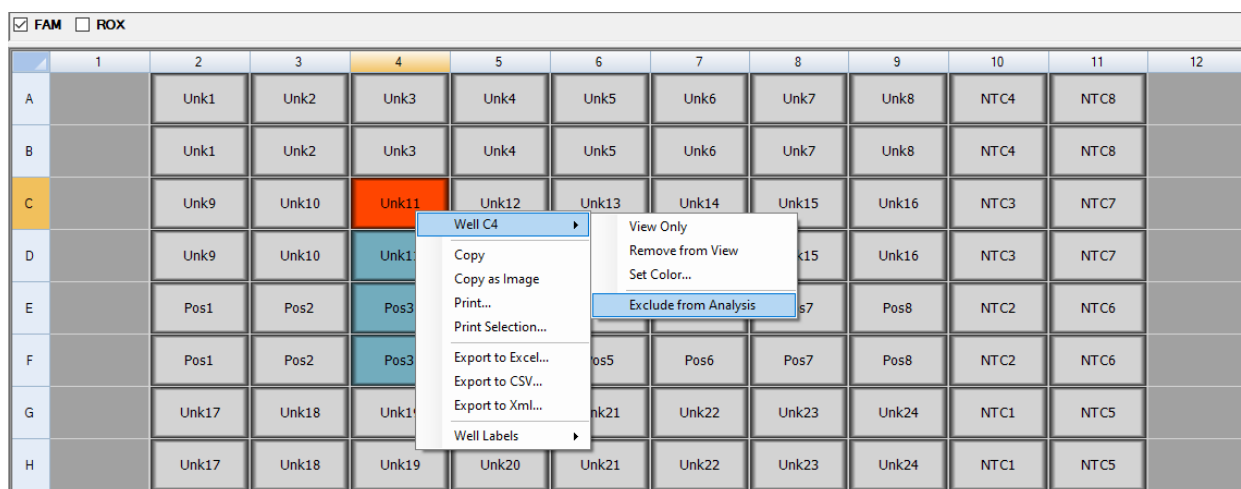 FAM ROX
1 2 3 4 5 6 7 8 9 10 11 12
A Unk1 Unk2 Unk3 Unk4 Unk5 Unk6 Unk7 Unk8 NTC4 NTC8
B Unk1 Unk2 Unk3 Unk4 Unk5 Unk6 Unk7 Unk8 NTC4 NTC8
C Unk9 Unk10 Unk11 Unk12 Unk13 Unk14 Unk15 Unk16 NTC3 NTC7
D Unk9 Unk10 Unk16 NTC3 NTC7
E Pos1 Pos2 Pos3 Pos8 NTC2 NTC6
F Pos1 Pos2 Pos3 Pos6 Pos7 Pos8 NTC2 NTC6
G Unk17 Unk18 Unk22 Unk23 Unk24 NTC1 NTC5
H Unk17 Unk18 Unk19 Unk20 Unk21 Unk22 Unk23 Unk24 NTC1 NTC5
Well C4
Copy
Copy as Image
Print...
Print Selection...
Export to Excel...
Export to CSV...
Export to Xml...
Well Labels
View Only
Remove from View
Set Color...
Exclude from Analysis